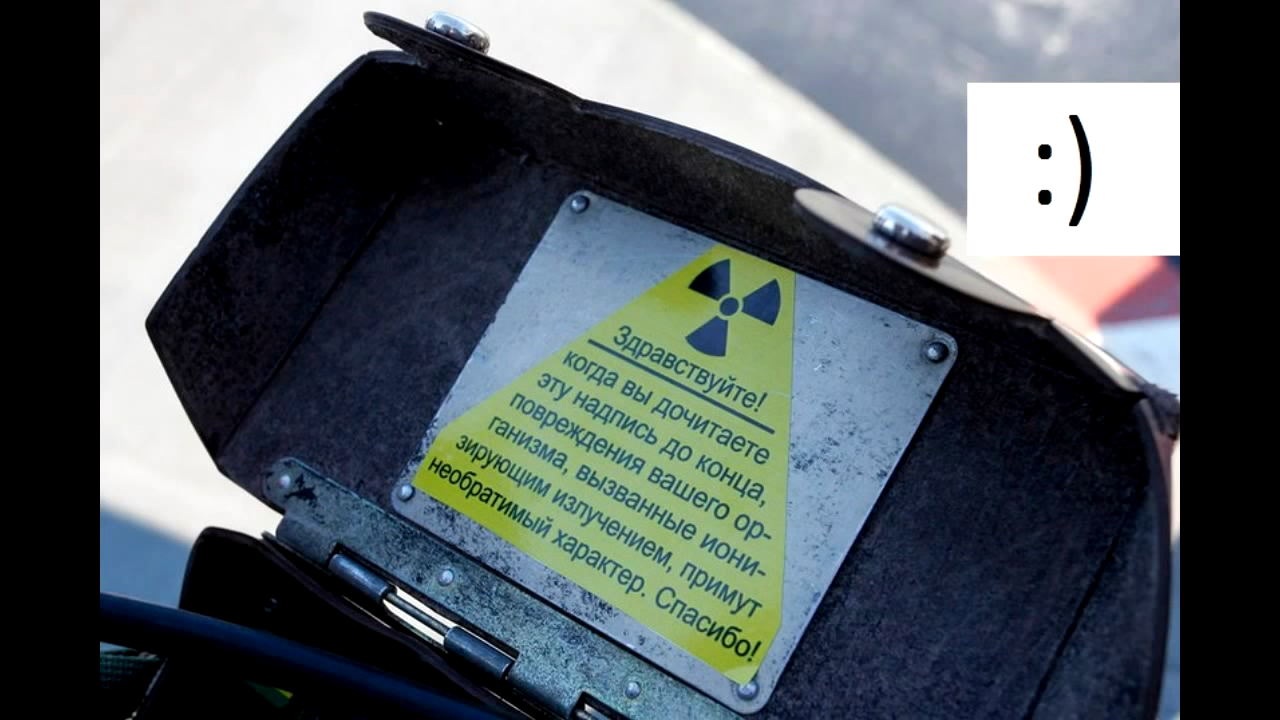 :)
Здравствуйте!
когда вы дочитаете
эту надпись до конца,
повреждения вашего ор-
ганизма, вызванные иони-
зирующим излучением, примут
необратимый характер. Спасибо!